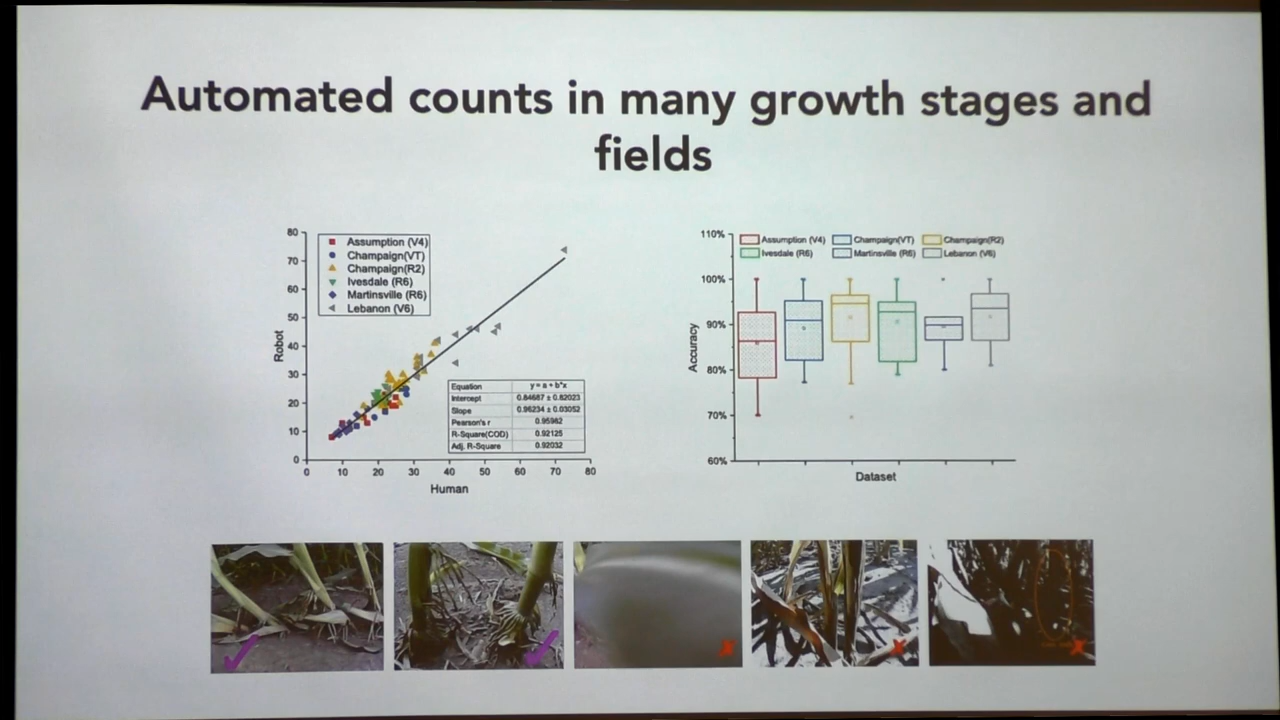 Automated counts in many growth stages and
fields
80
70
60
50
40
30
20
10
0
Robot
Assumption (V4)
Champaign(VT)
Champaign(R2)
Ivesdale (R6)
Martinsville (R6)
Lebanon (V6)
Equation y = a + b*x
Intercept 0.84687 ± 0.82023
Slope 0.96234 ± 0.03052
Pearson's r 0.95982
R-Square(COD) 0.92125
Adj. R-Square 0.92032
0 10 20 30 40 50 60 70 80
Human
110%
100%
90%
80%
70%
60%
Accuracy
Assumption (V4) Champaign(VT) Champaign(R2)
Ivesdale (R6) Martinsville (R6) Lebanon (V6)
Dataset